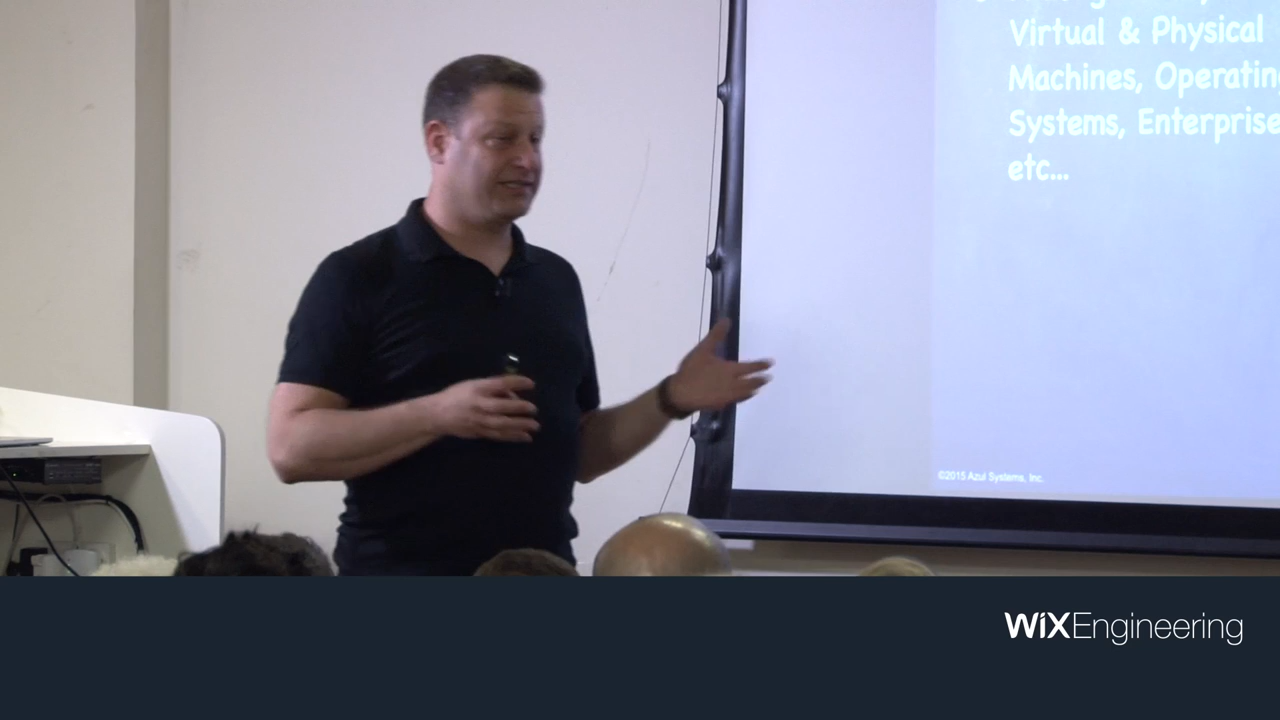 Virtual & Physical
Machines, Operating
Systems, Enterprise
etc...
©2015 Azul Systems, Inc.
WiXEngineering